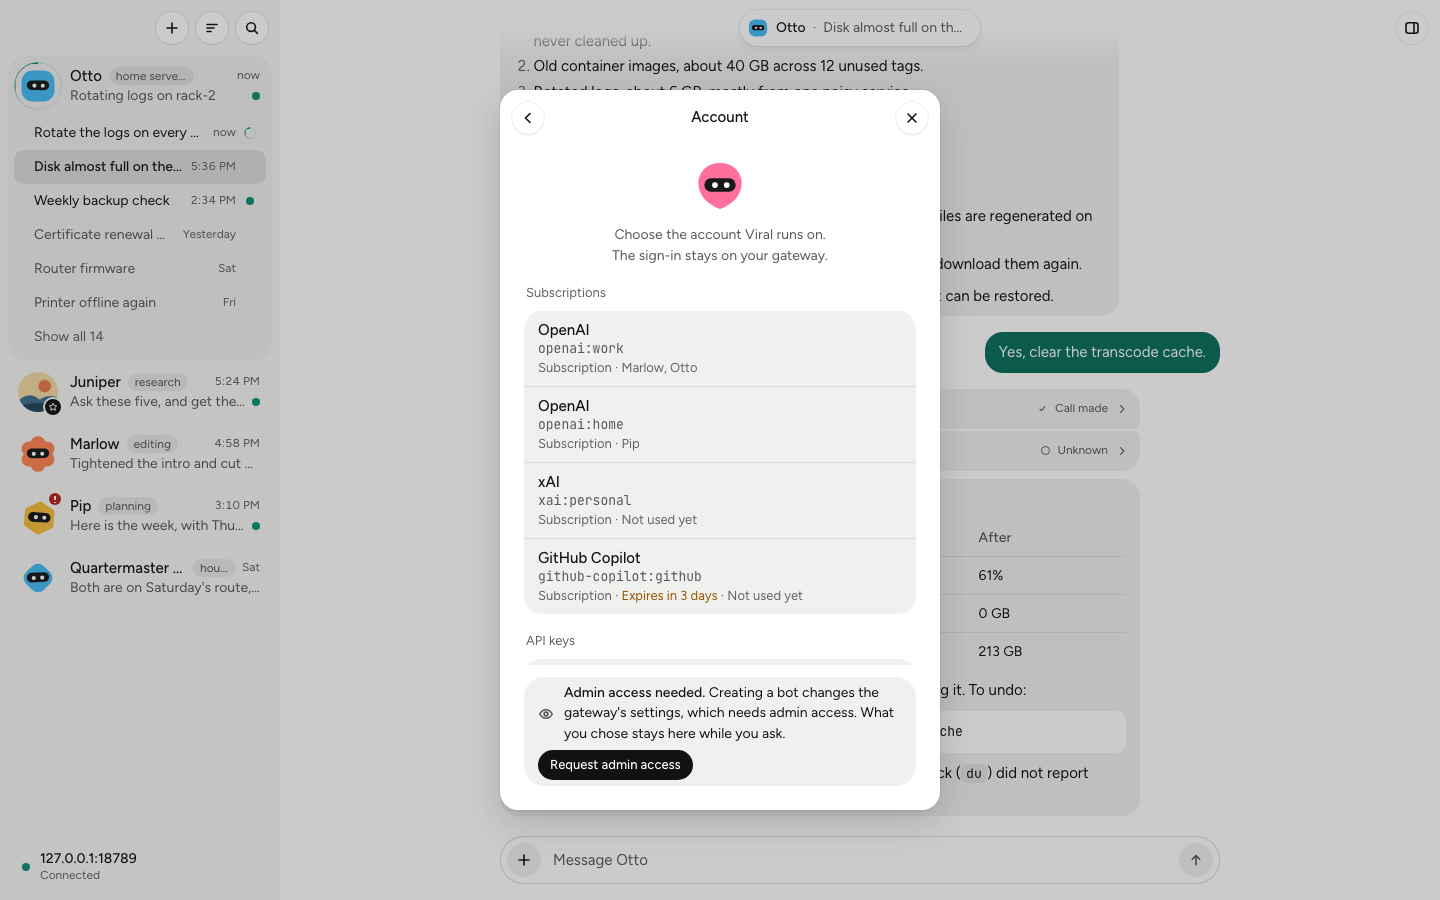 Otto
home serve...
now
Rotating logs on rack-2
Rotate the logs on every ...
now
Disk almost full on the...
5:36 PM
Weekly backup check
2:34 PM
Certificate renewal ...
Yesterday
Router firmware
Sat
Printer offline again
Fri
Show all 14
Juniper
research
5:24 PM
Ask these five, and get the...
Marlow
editing
4:58 PM
Tightened the intro and cut ...
Pip
planning
3:10 PM
Here is the week, with Thu...
Quartermaster ...
hou...
Sat
Both are on Saturday's route,...
127.0.0.1:18789
Connected
Otto · Disk almost full on th...
never cleaned up.
2. Old container images, about 40 GB across 12 unused tags.
Account
Choose the account Viral runs on.
The sign-in stays on your gateway.
Subscriptions
OpenAI
openai:work
Subscription · Marlow, Otto
OpenAI
openai:home
Subscription · Pip
xAI
xai:personal
Subscription · Not used yet
GitHub Copilot
github-copilot:github
Subscription · Expires in 3 days · Not used yet
API keys
Admin access needed. Creating a bot changes the
gateway's settings, which needs admin access. What
you chose stays here while you ask.
Request admin access
iles are regenerated on
download them again.
can be restored.
Yes, clear the transcode cache.
Call made
Unknown
After
61%
0 GB
213 GB
g it. To undo:
che
ck (du) did not report
Message Otto